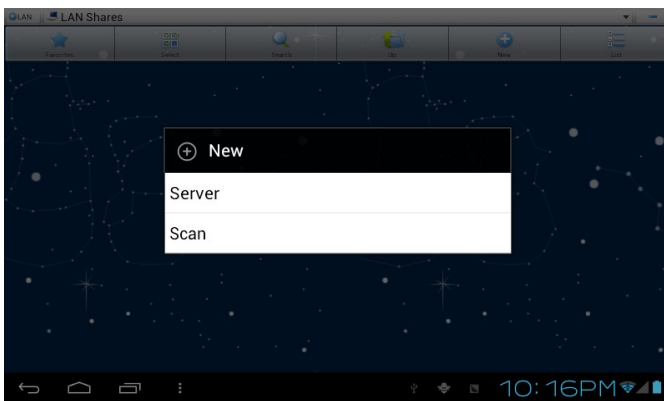 LAN LAN Shares
Favorites Select Search Up New List
New
Server
Scan
10:16PM